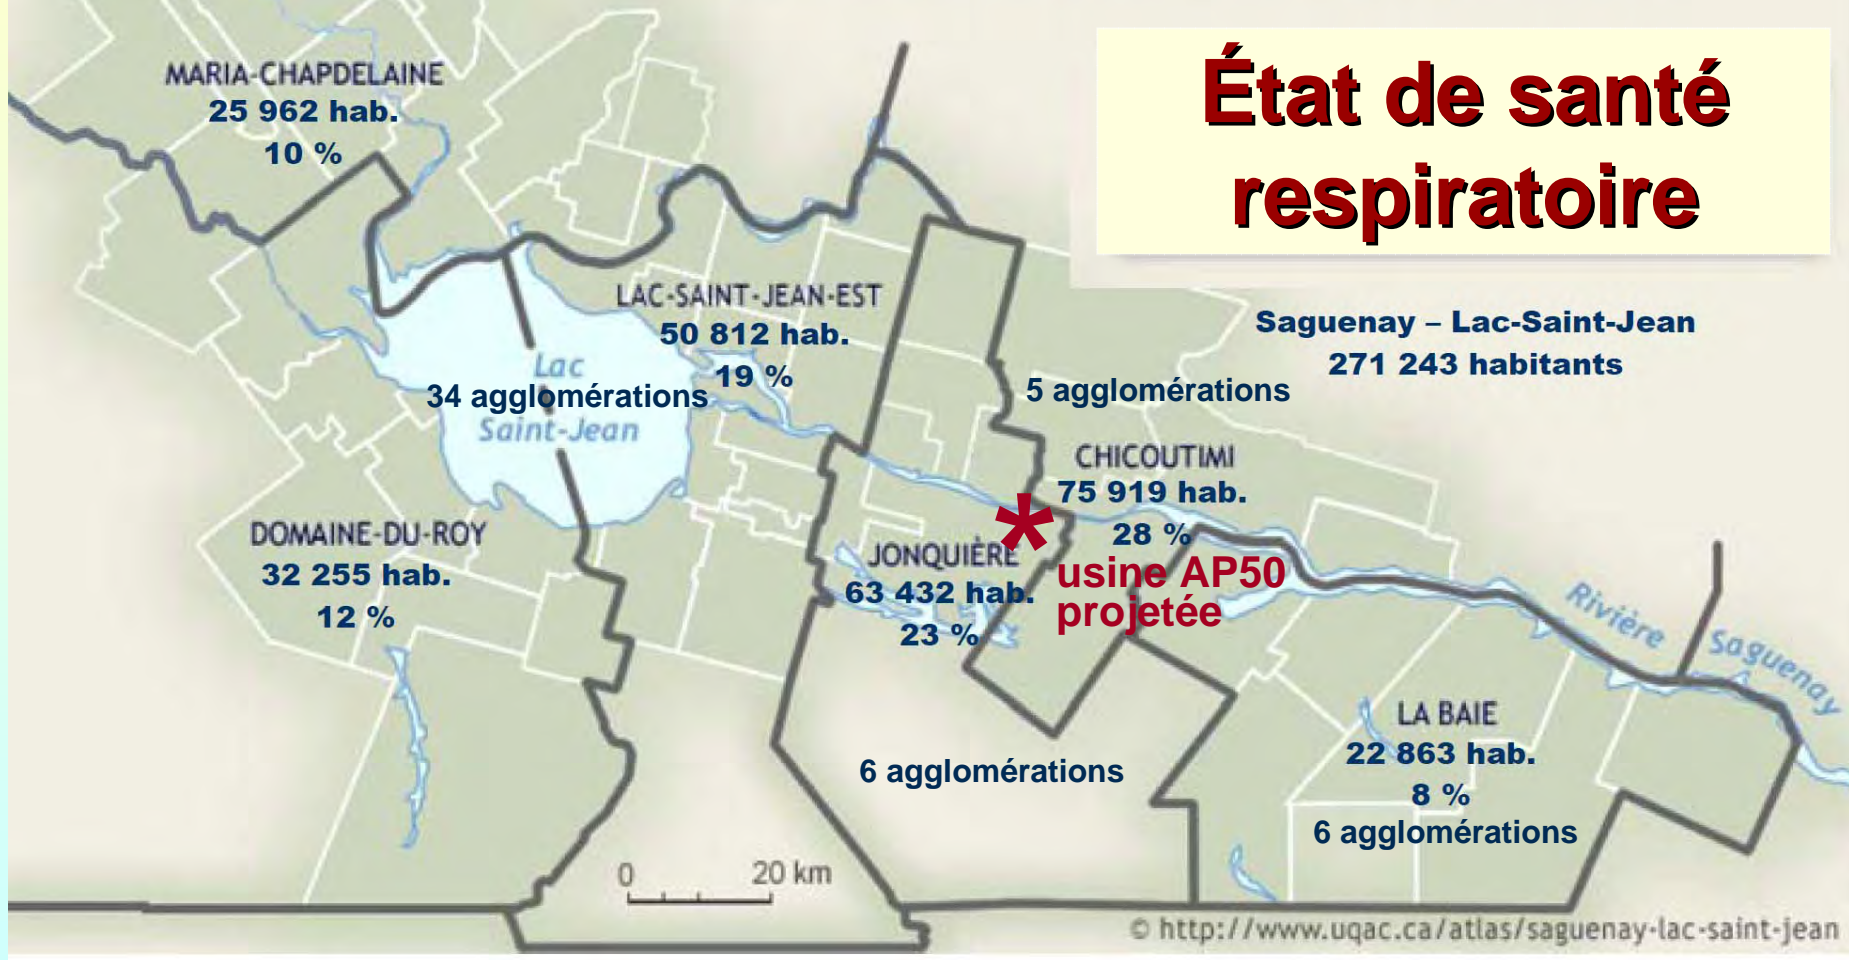 État de santé
respiratoire
MARIA-CHAPDELAINE
25 962 hab.
10 %
LAC-SAINT-JEAN-EST
50 812 hab.
19 %
Saguenay – Lac-Saint-Jean
271 243 habitants
Lac
34 agglomérations
Saint-Jean
5 agglomérations
CHICOUTIMI
75 919 hab.
28 %
DOMAINE-DU-ROY
32 255 hab.
12 %
*
JONQUIÈRE
63 432 hab.
23 %
usine AP50
projetée
Rivière Saguenay
LA BAIE
22 863 hab.
8 %
6 agglomérations
6 agglomérations
0 20 km
© http://www.uqac.ca/atlas/saguenay-lac-saint-jean